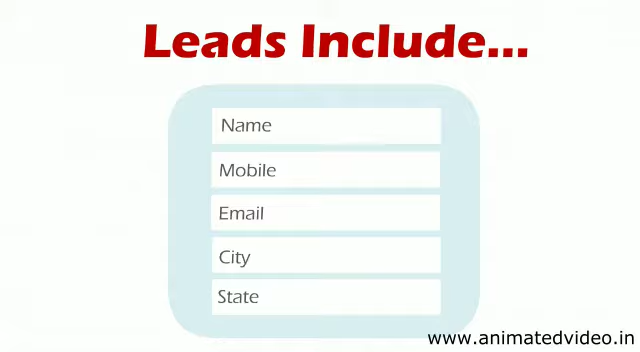 Leads Include...
Name
Mobile
Email
City
State
www.animatedvideo.in